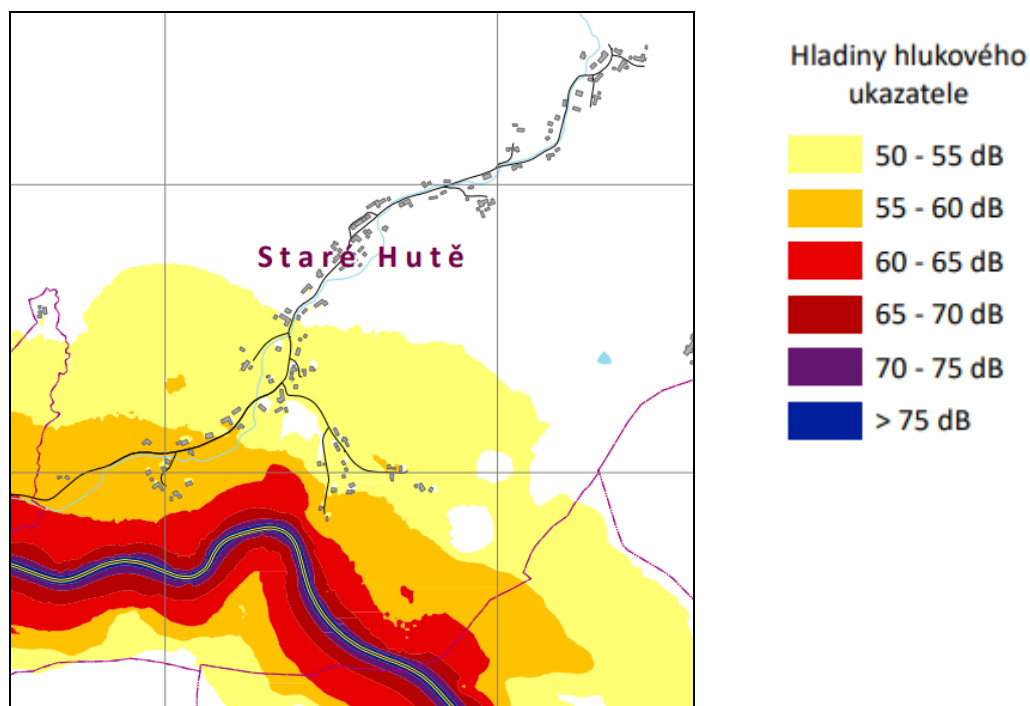 Staré Hutě
Hladiny hlukového
ukazatele
50 - 55 dB
55 - 60 dB
60 - 65 dB
65 - 70 dB
70 - 75 dB
> 75 dB